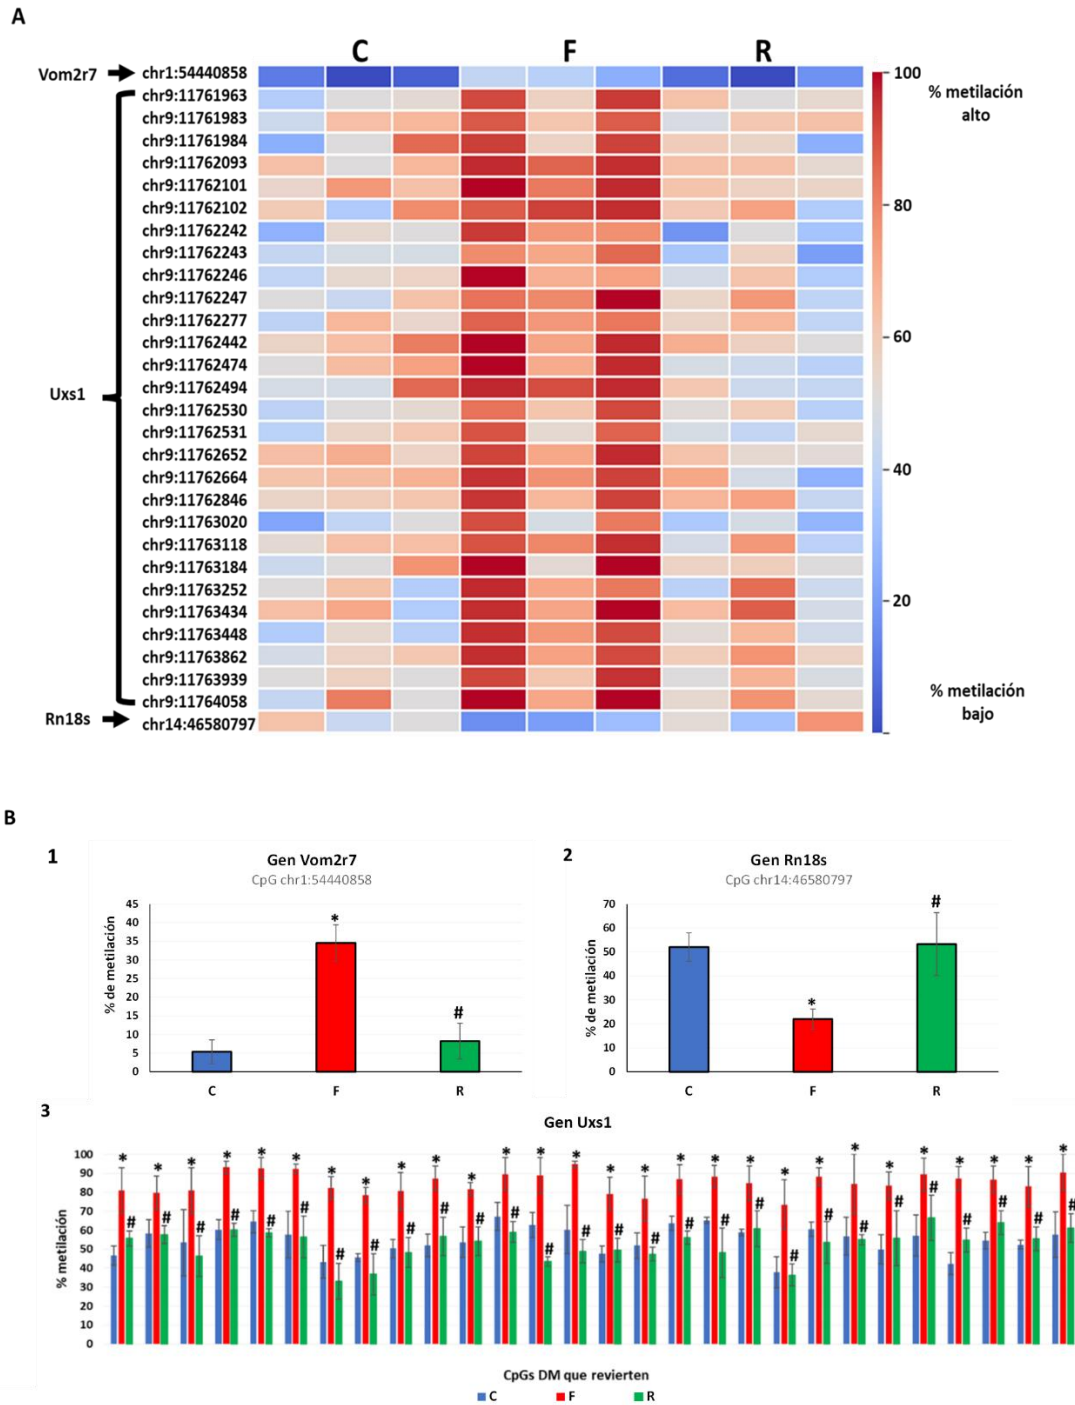 A
C F R
Vom2r7 chr1:54440858
chr9:11761963
chr9:11761983
chr9:11761984
chr9:11762093
chr9:11762101
chr9:11762102
chr9:11762242
chr9:11762243
chr9:11762246
chr9:11762247
chr9:11762277
chr9:11762442
chr9:11762474
Uxs1
chr9:11762494
chr9:11762530
chr9:11762531
chr9:11762652
chr9:11762664
chr9:11762846
chr9:11763020
chr9:11763118
chr9:11763184
chr9:11763252
chr9:11763434
chr9:11763448
chr9:11763862
chr9:11763939
chr9:11764058
Rn18s chr14:46580797
100
80
60
40
20
% metilación
alto
% metilación
bajo
B
1
Gen Vom2r7
CpG chr1:54440858
% de metilación
45
40
35
30
25
20
15
10
5
0
*
#
C F R
2
Gen Rn18s
CpG chr14:46580797
% de metilación
70
60
50
40
30
20
10
0
*
#
C F R
3
Gen Uxs1
% metilación
100
90
80
70
60
50
40
30
20
10
0
* * * * * * * * * * * * * * * * * * * * * * * * * * * *
# # # # # # # # # # # # # # # # # # # # # # # # # # # #
CpGs DM que revierten
C F R